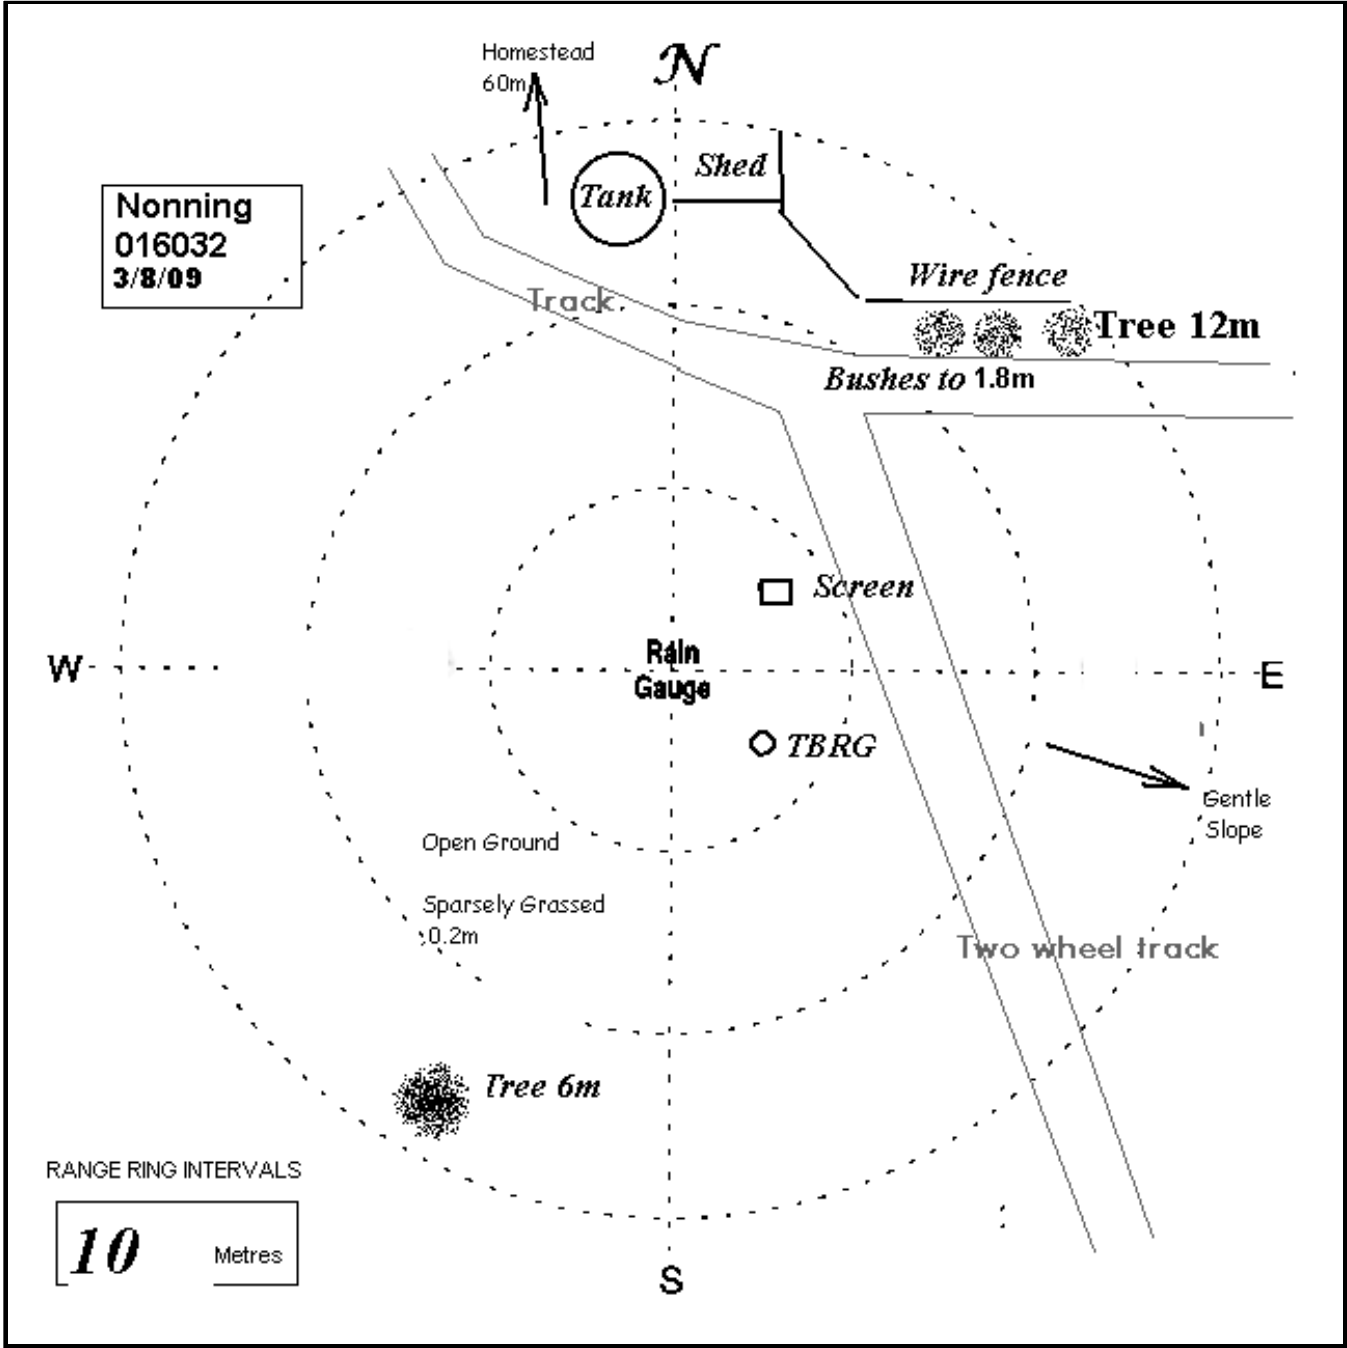 Homestead
60m
N
Nonning
016032
3/8/09
Tank
Shed
Track
Wire fence
Tree 12m
Bushes to 1.8m
Screen
W
Rain
Gauge
E
TBRG
Gentle
Slope
Open Ground
Sparsely Grassed
0.2m
Two wheel track
Tree 6m
RANGE RING INTERVALS
10 Metres
S